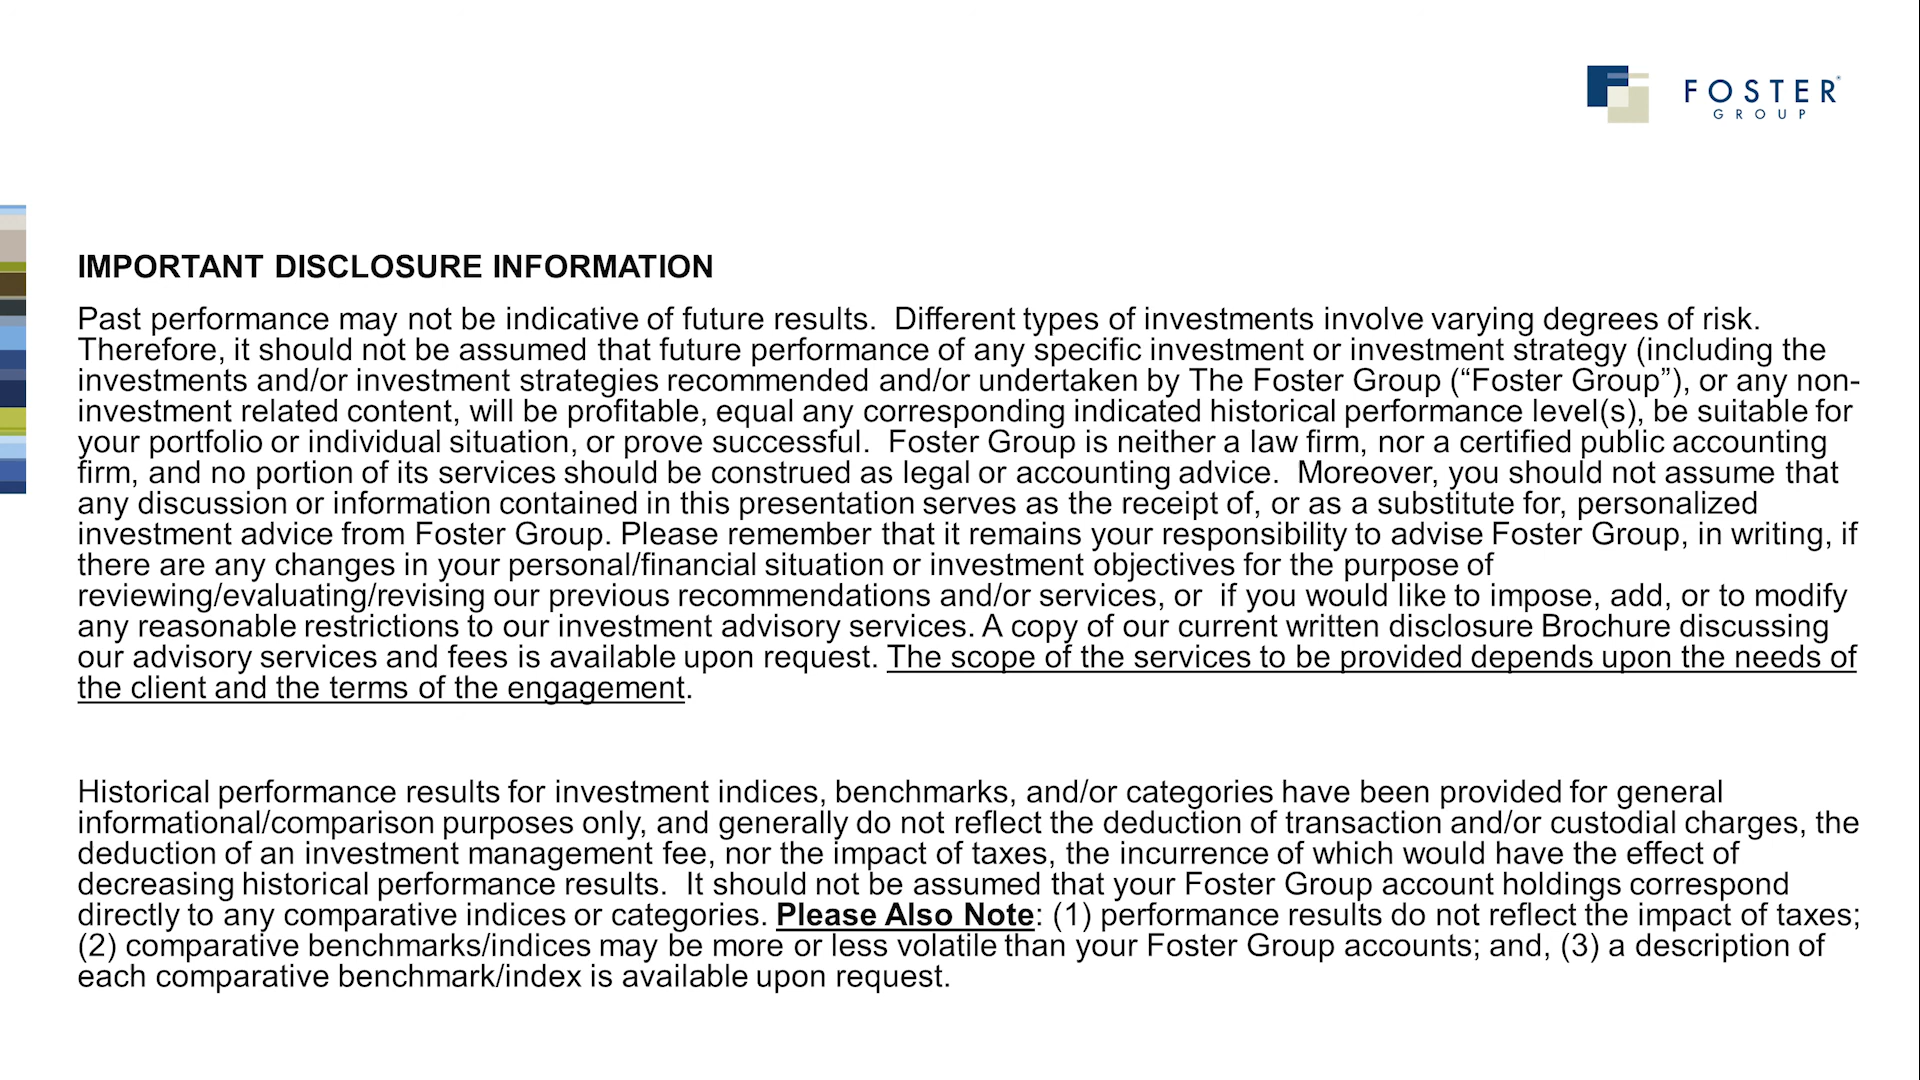 FOSTER®
GROUP
IMPORTANT DISCLOSURE INFORMATION
Past performance may not be indicative of future results.  Different types of investments involve varying degrees of risk.
Therefore, it should not be assumed that future performance of any specific investment or investment strategy (including the
investments and/or investment strategies recommended and/or undertaken by The Foster Group (“Foster Group”), or any non-
investment related content, will be profitable, equal any corresponding indicated historical performance level(s), be suitable for
your portfolio or individual situation, or prove successful.  Foster Group is neither a law firm, nor a certified public accounting
firm, and no portion of its services should be construed as legal or accounting advice.  Moreover, you should not assume that
any discussion or information contained in this presentation serves as the receipt of, or as a substitute for, personalized
investment advice from Foster Group. Please remember that it remains your responsibility to advise Foster Group, in writing, if
there are any changes in your personal/financial situation or investment objectives for the purpose of
reviewing/evaluating/revising our previous recommendations and/or services, or  if you would like to impose, add, or to modify
any reasonable restrictions to our investment advisory services. A copy of our current written disclosure Brochure discussing
our advisory services and fees is available upon request. The scope of the services to be provided depends upon the needs of
the client and the terms of the engagement.
Historical performance results for investment indices, benchmarks, and/or categories have been provided for general
informational/comparison purposes only, and generally do not reflect the deduction of transaction and/or custodial charges, the
deduction of an investment management fee, nor the impact of taxes, the incurrence of which would have the effect of
decreasing historical performance results.  It should not be assumed that your Foster Group account holdings correspond
directly to any comparative indices or categories. Please Also Note: (1) performance results do not reflect the impact of taxes;
(2) comparative benchmarks/indices may be more or less volatile than your Foster Group accounts; and, (3) a description of
each comparative benchmark/index is available upon request.